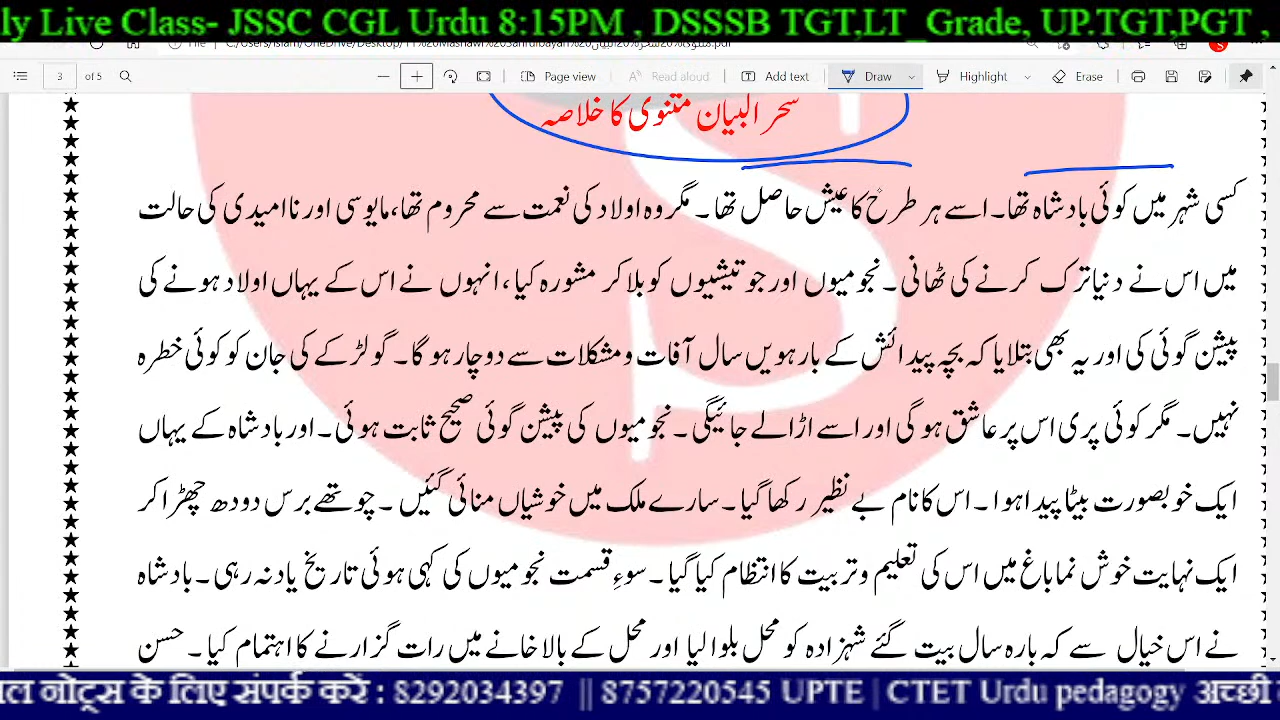 ly Live Class- JSSC CGL Urdu 8:15PM , DSSSB TGT,LT_Grade, UP.TGT,PGT ,
3 of 5 Page view Read aloud Add text Draw Highlight Erase
سحر البیان مثنوی کا خلاصہ
کسی شہر میں کوئی بادشاہ تھا۔ اسے ہر طرح کا عیش حاصل تھا۔ مگر وہ اولاد کی نعمت سے محروم تھا، مایوسی اور ناامیدی کی حالت
میں اس نے دنیا ترک کرنے کی ٹھانی۔ نجومیوں اور جوتیشیوں کو بلا کر مشورہ کیا، انہوں نے اس کے یہاں اولاد ہونے کی
پیشن گوئی کی اور یہ بھی بتلایا کہ بچہ پیدائش کے بارہویں سال آفات و مشکلات سے دوچار ہو گا۔ گو لڑکے کی جان کو کوئی خطرہ
نہیں۔ مگر کوئی پری اس پر عاشق ہوگی اور اسے اڑا لے جائیگی۔ نجومیوں کی پیشن گوئی صحیح ثابت ہوئی۔ اور بادشاہ کے یہاں
ایک خوبصورت بیٹا پیدا ہوا۔ اس کا نام بے نظیر رکھا گیا۔ سارے ملک میں خوشیاں منائی گئیں۔ چوتھے برس دودھ چھڑا کر
ایک نہایت خوش نما باغ میں اس کی تعلیم و تربیت کا انتظام کیا گیا۔ سوءِ قسمت نجومیوں کی کہی ہوئی تاریخ یاد نہ رہی۔ بادشاہ
نے اس خیال سے کہ بارہ سال بیت گئے شہزادہ کو محل بلوا لیا اور محل کے بالا خانے میں رات گزارنے کا اہتمام کیا۔ حسن
ल नोट्स के लिए संपर्क करें : 8292034397 || 8757220545 UPTE | CTET Urdu pedagogy अच्छी